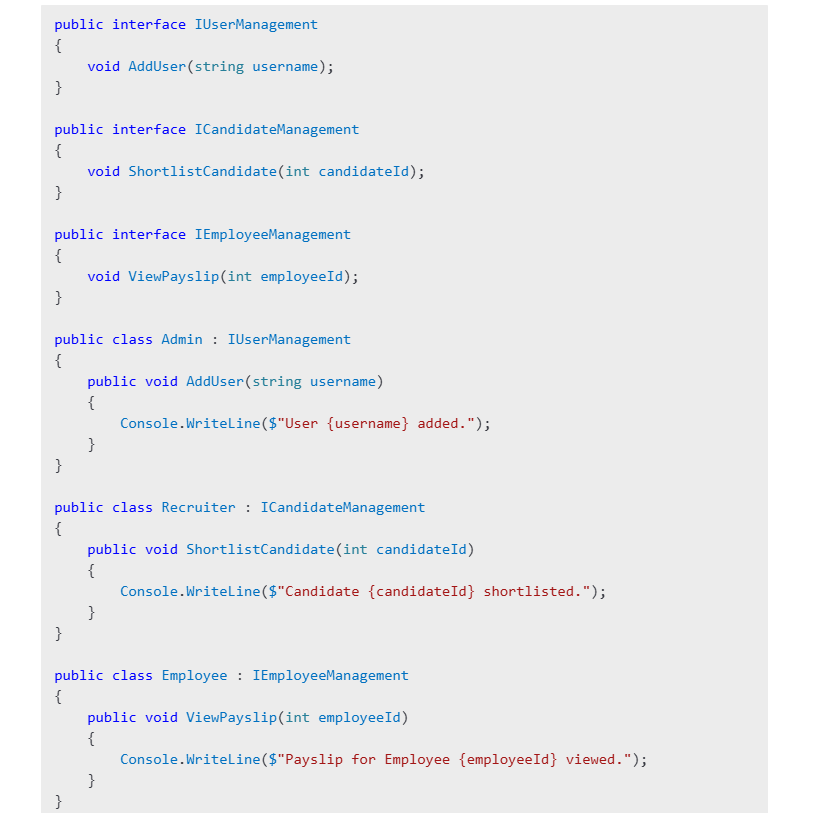 public interface IUserManagement
{
    void AddUser(string username);
}

public interface ICandidateManagement
{
    void ShortlistCandidate(int candidateId);
}

public interface IEmployeeManagement
{
    void ViewPayslip(int employeeId);
}

public class Admin : IUserManagement
{
    public void AddUser(string username)
    {
        Console.WriteLine($"User {username} added.");
    }
}

public class Recruiter : ICandidateManagement
{
    public void ShortlistCandidate(int candidateId)
    {
        Console.WriteLine($"Candidate {candidateId} shortlisted.");
    }
}

public class Employee : IEmployeeManagement
{
    public void ViewPayslip(int employeeId)
    {
        Console.WriteLine($"Payslip for Employee {employeeId} viewed.");
    }
}